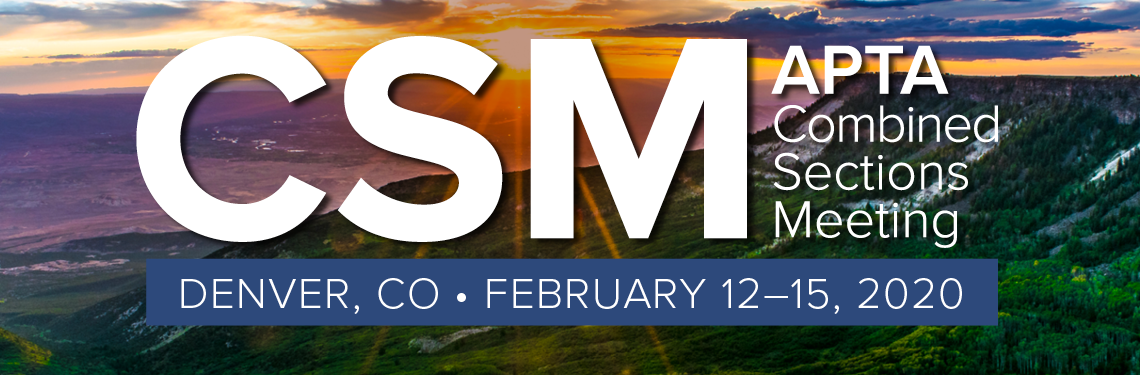 CSM
APTA
Combined
Sections
Meeting
DENVER, CO • FEBRUARY 12–15, 2020